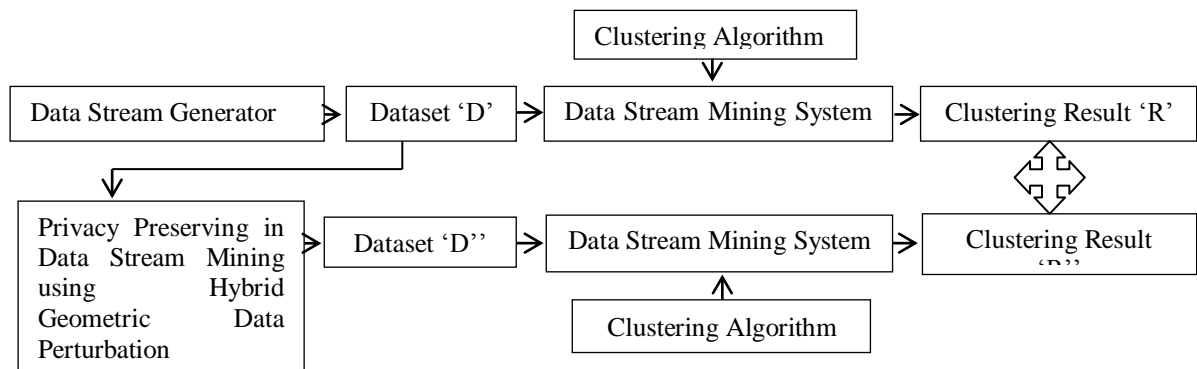 Clustering Algorithm
Data Stream Generator
Dataset ‘D’
Data Stream Mining System
Clustering Result ‘R’
Privacy Preserving in
Data Stream Mining
using Hybrid
Geometric Data
Perturbation
Dataset ‘D’’
Data Stream Mining System
Clustering Result
Clustering Algorithm